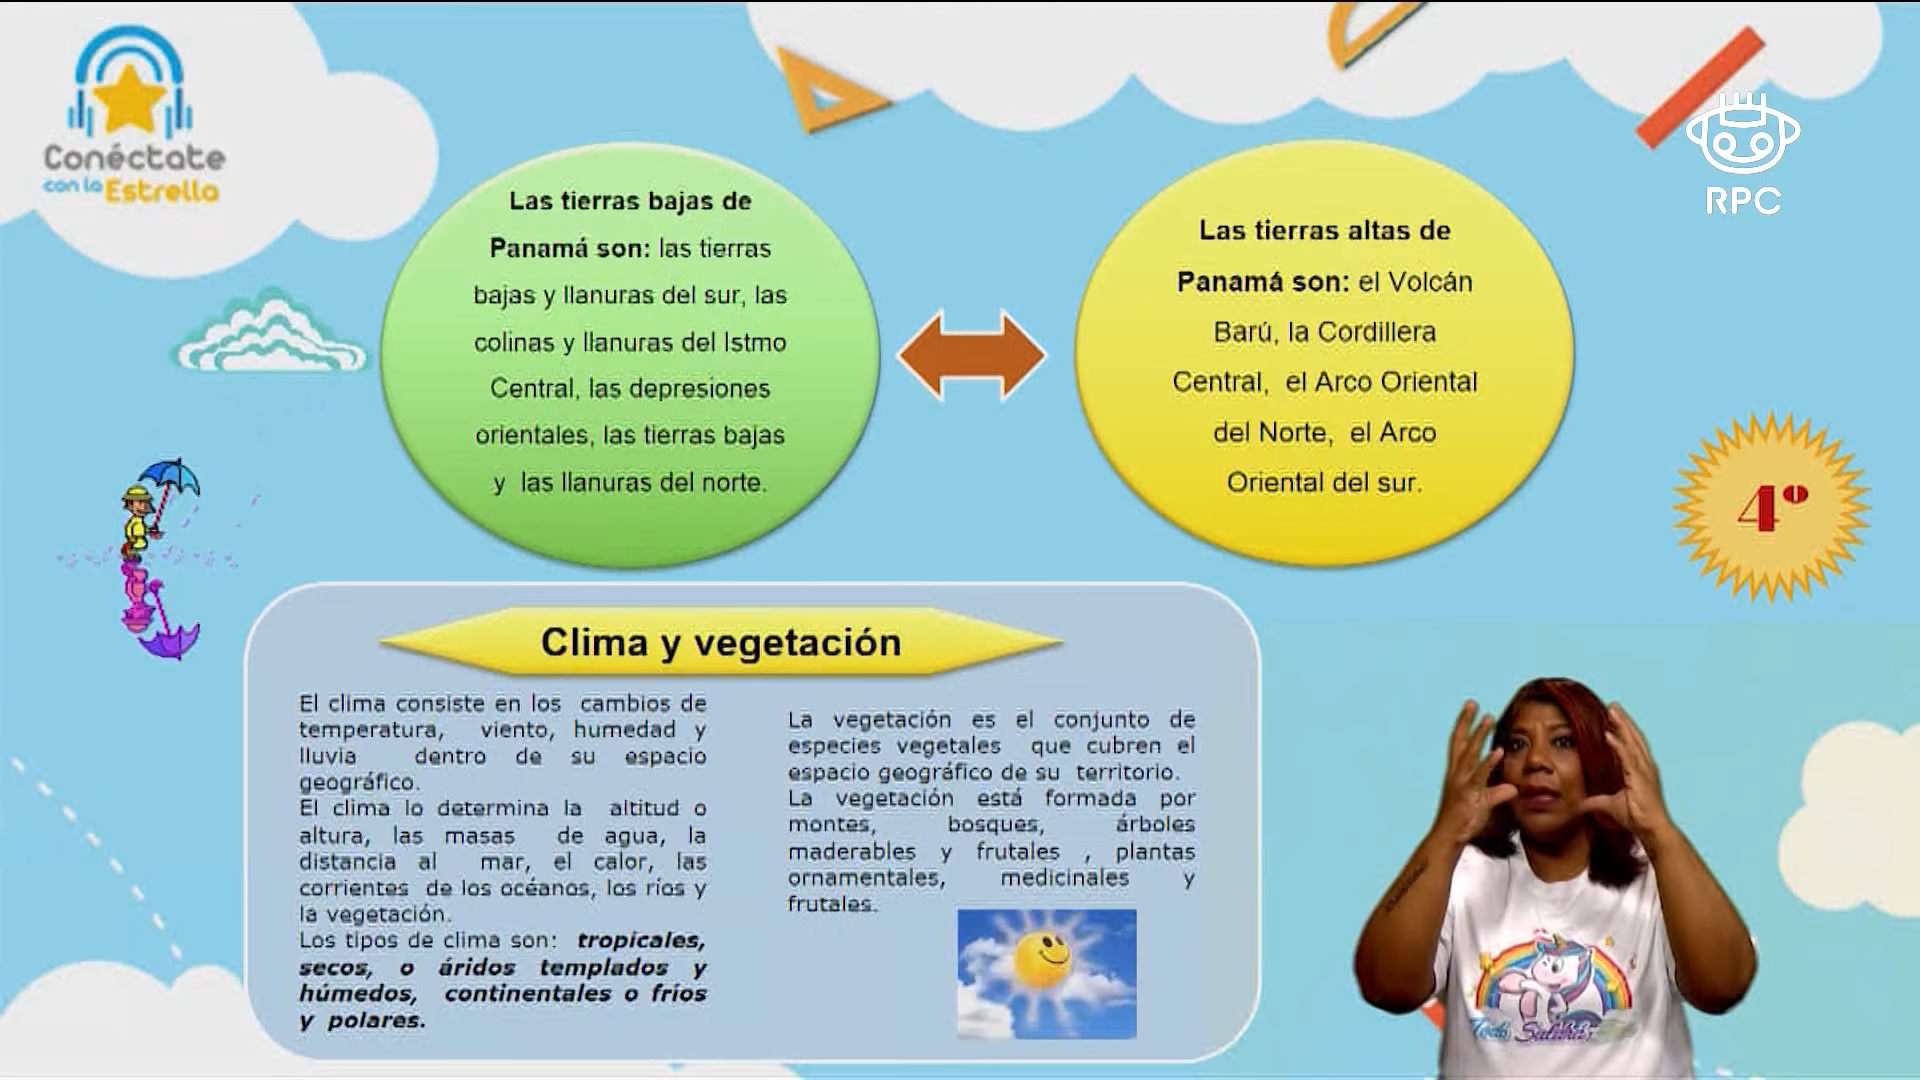 Conéctate
con la Estrella
RPC
Las tierras bajas de
Panamá son: las tierras
bajas y llanuras del sur, las
colinas y llanuras del Istmo
Central, las depresiones
orientales, las tierras bajas
y las llanuras del norte.
Las tierras altas de
Panamá son: el Volcán
Barú, la Cordillera
Central, el Arco Oriental
del Norte, el Arco
Oriental del sur.
4º
Clima y vegetación
El clima consiste en los cambios de
temperatura, viento, humedad y
lluvia dentro de su espacio
geográfico.
El clima lo determina la altitud o
altura, las masas de agua, la
distancia al mar, el calor, las
corrientes de los océanos, los ríos y
la vegetación.
Los tipos de clima son: tropicales,
secos, o áridos templados y
húmedos, continentales o fríos
y polares.
La vegetación es el conjunto de
especies vegetales que cubren el
espacio geográfico de su territorio.
La vegetación está formada por
montes, bosques, árboles
maderables y frutales , plantas
ornamentales, medicinales y
frutales.